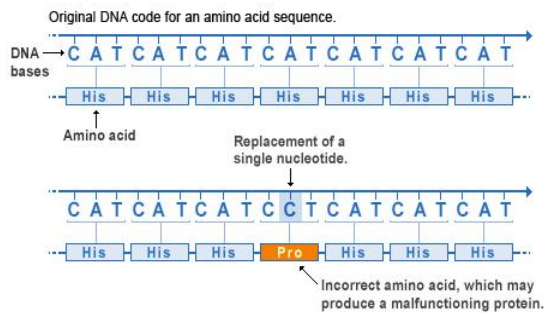 Original DNA code for an amino acid sequence.
DNA
bases
C A T C A T C A T C A T C A T C A T C A T
His His His His His His His
Amino acid
Replacement of a
single nucleotide.
C A T C A T C A T C C T C A T C A T C A T
His His His Pro His His His
Incorrect amino acid, which may
produce a malfunctioning protein.